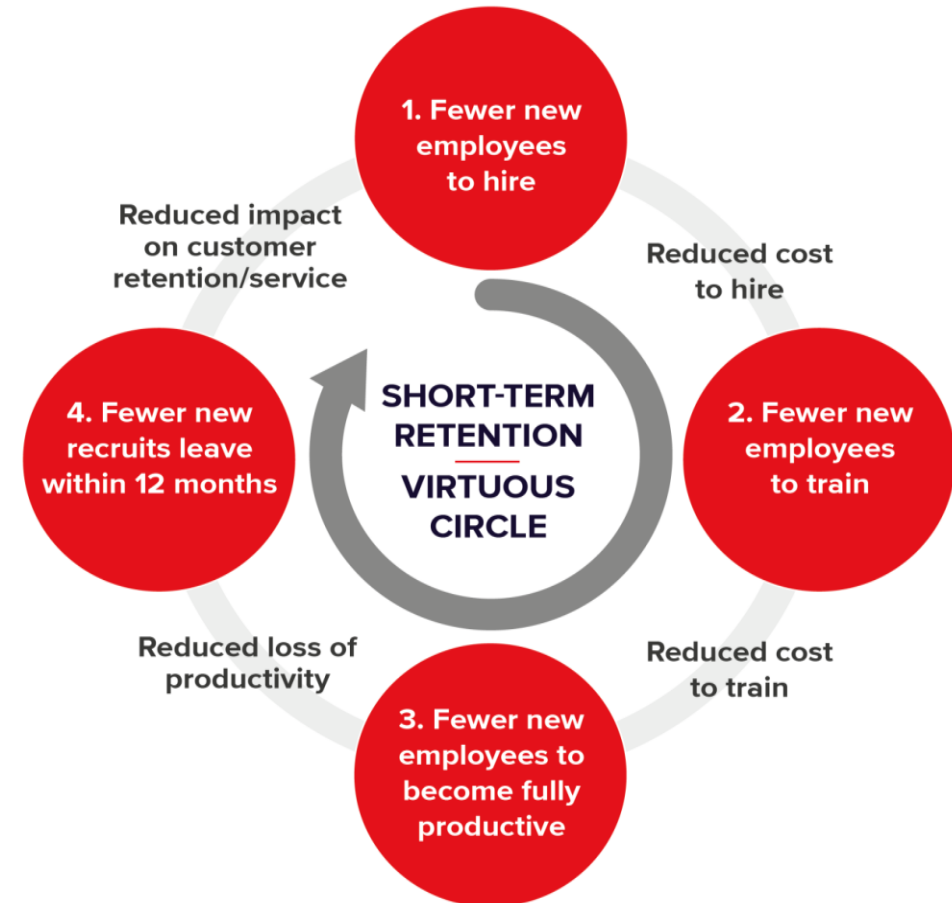 1. Fewer new
employees
to hire
Reduced cost
to hire
2. Fewer new
employees
to train
Reduced cost
to train
3. Fewer new
employees to
become fully
productive
Reduced loss of
productivity
4. Fewer new
recruits leave
within 12 months
Reduced impact
on customer
retention/service
SHORT-TERM
RETENTION
VIRTUOUS
CIRCLE